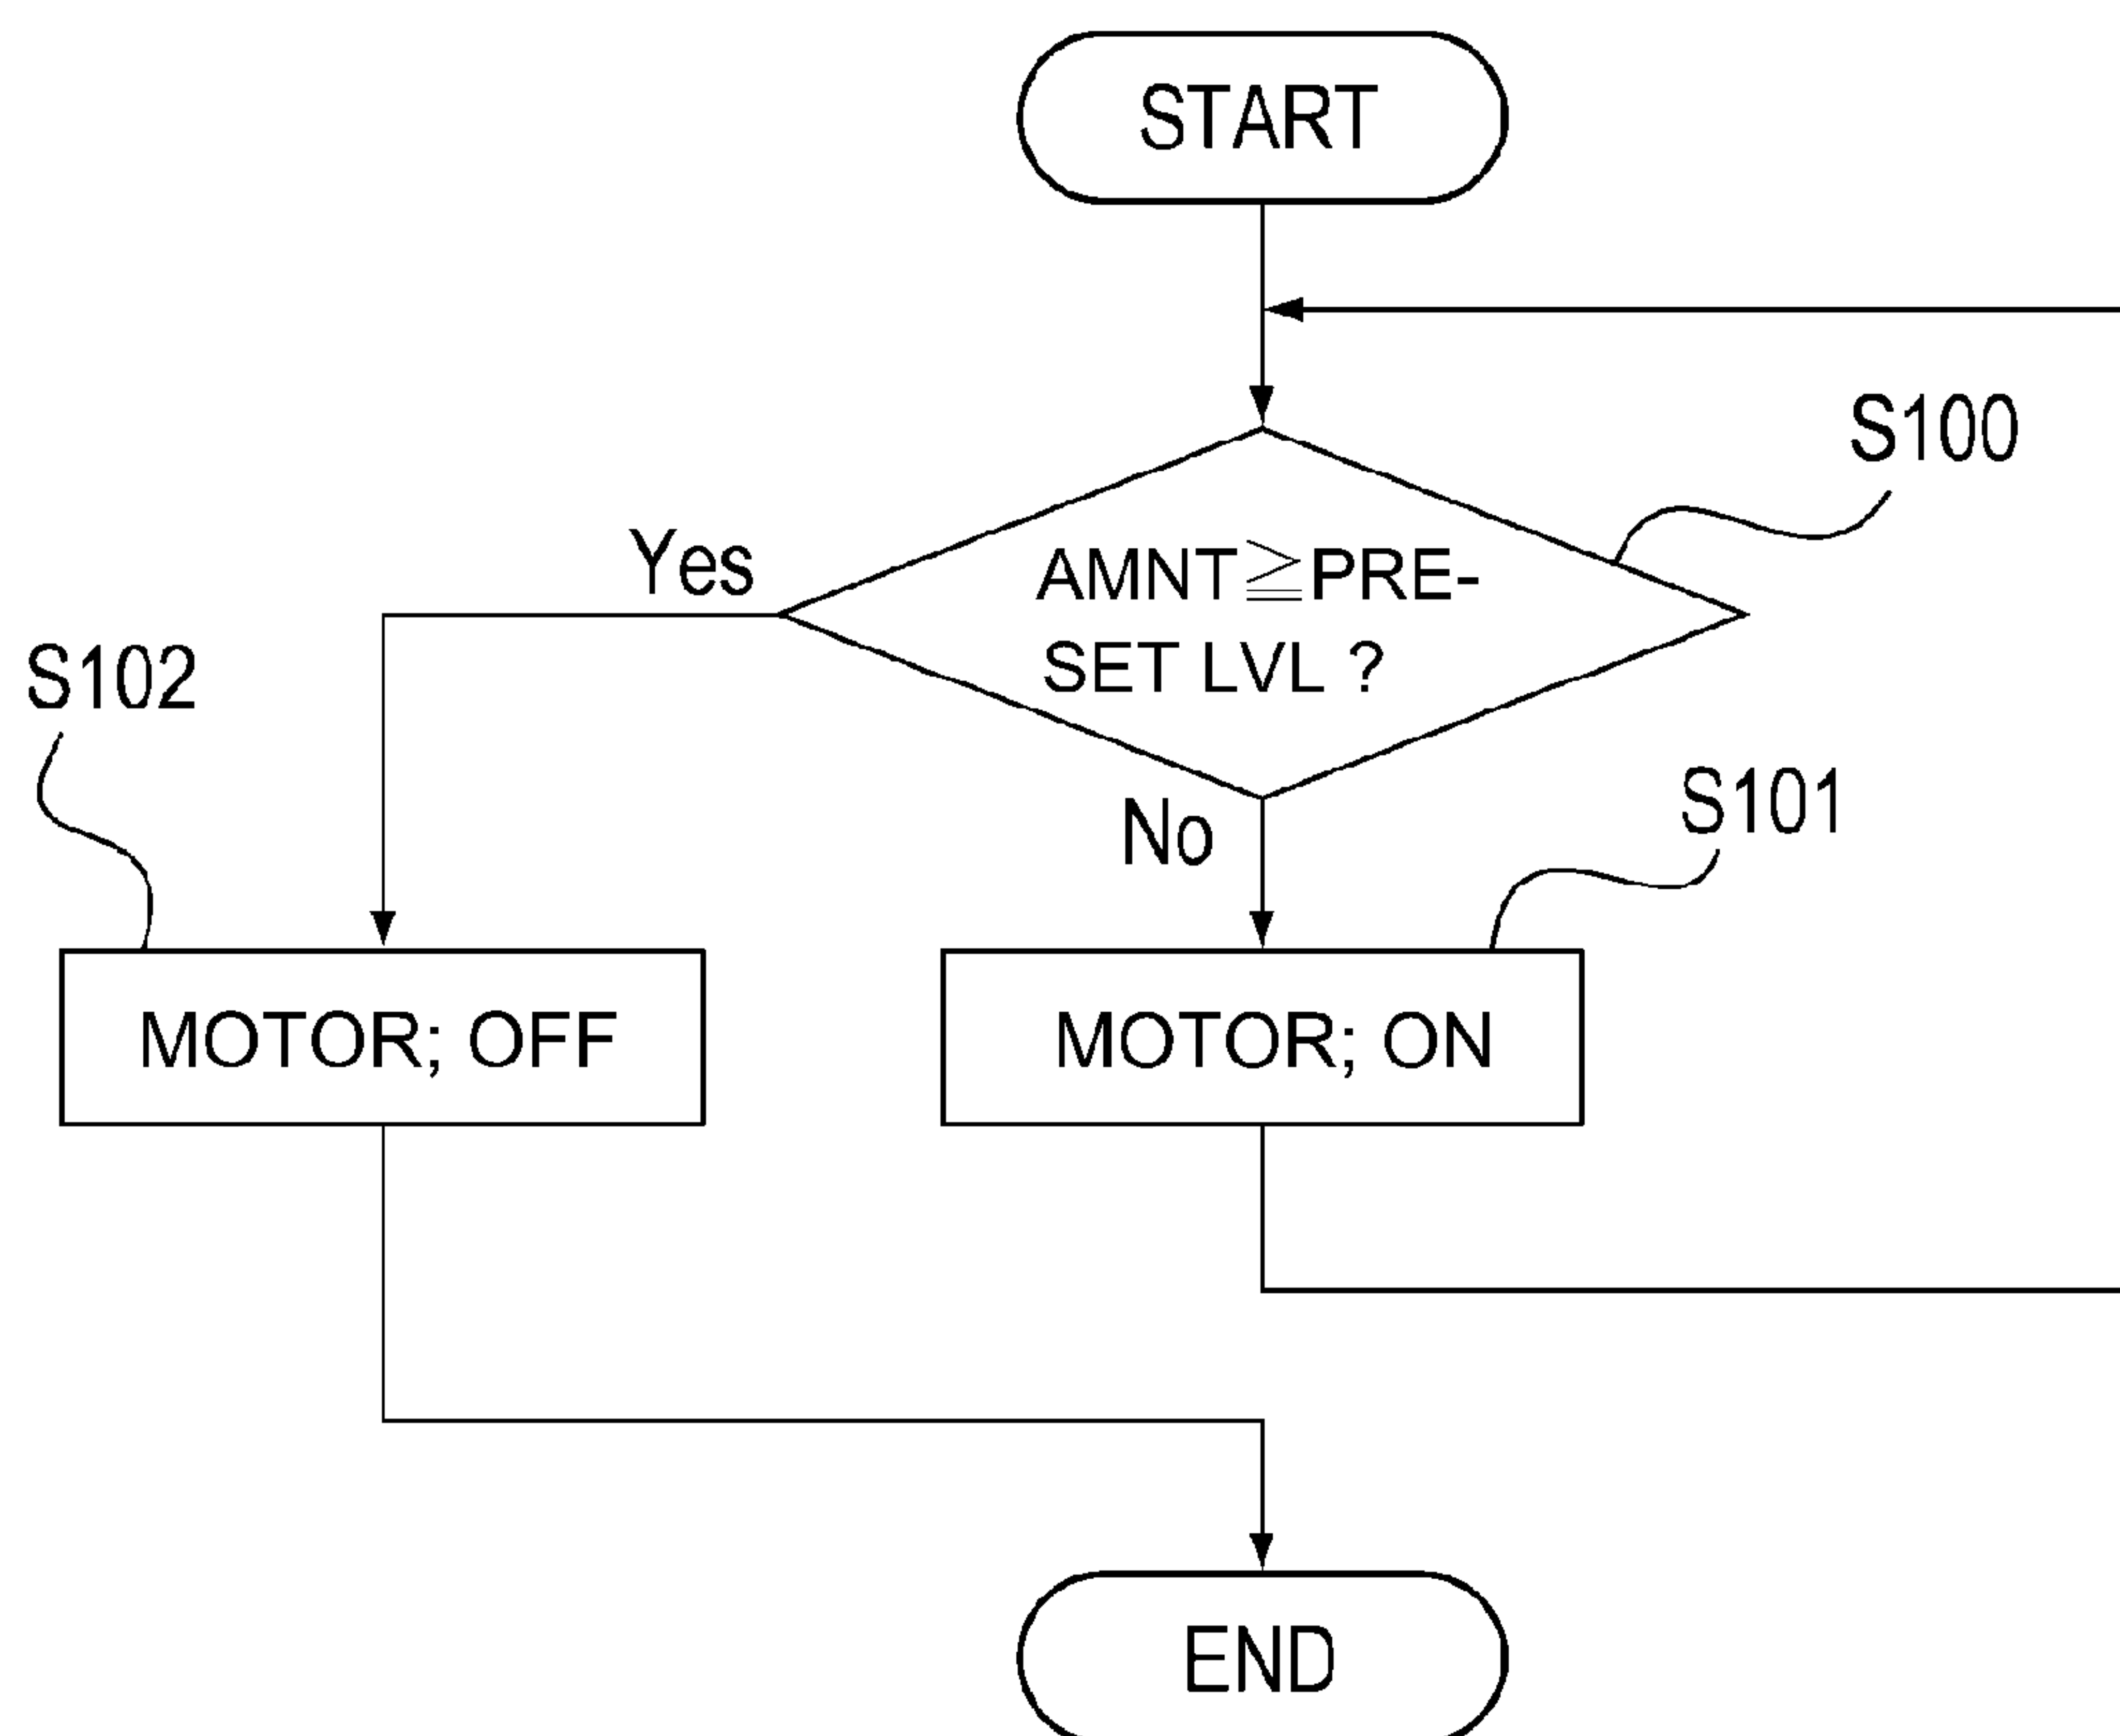 START
S100
Yes
AMNT≧PRE-
SET LVL ?
S102
No
S101
MOTOR; OFF
MOTOR; ON
END